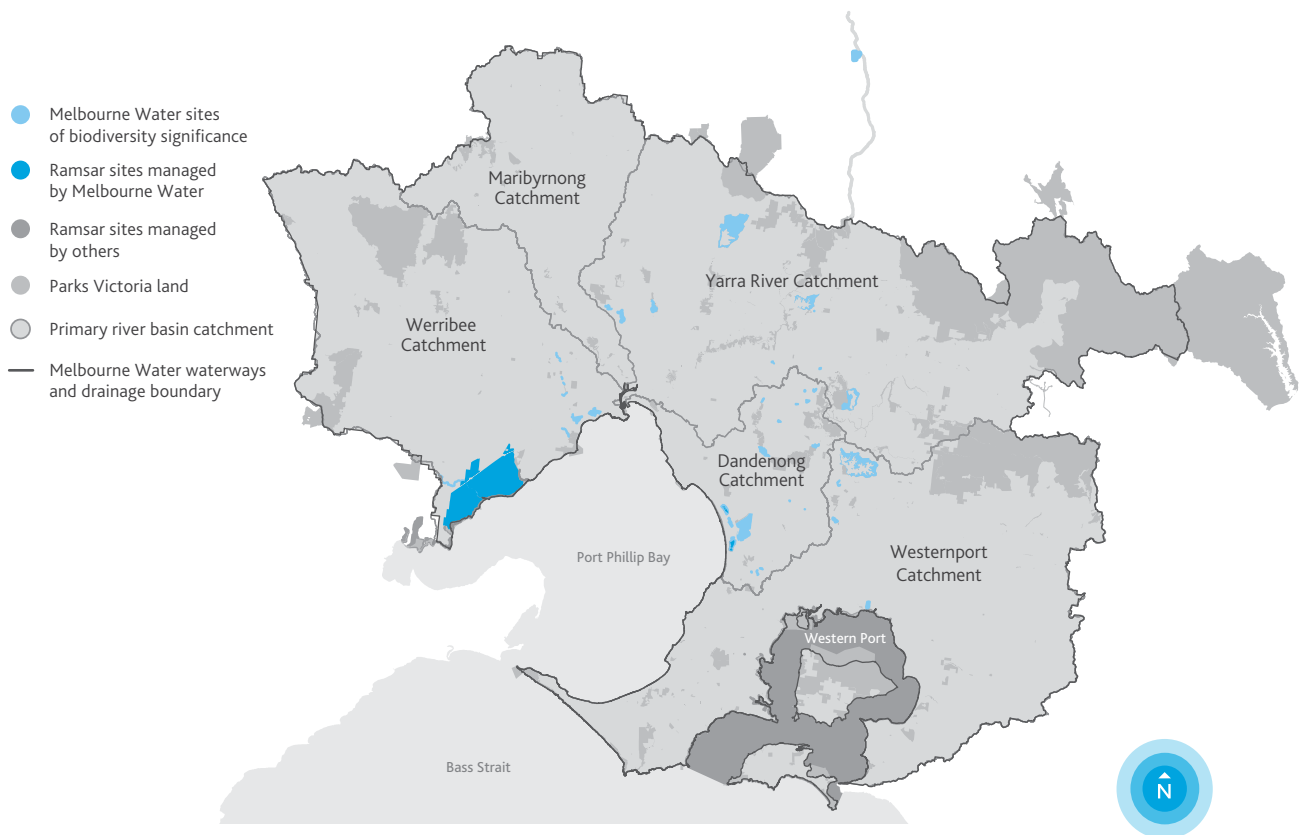 Melbourne Water sites
of biodiversity significance
Ramsar sites managed
by Melbourne Water
Ramsar sites managed
by others
Parks Victoria land
Primary river basin catchment
Melbourne Water waterways
and drainage boundary
Maribyrnong
Catchment
Yarra River Catchment
Werribee
Catchment
Dandenong
Catchment
Westernport
Catchment
Port Phillip Bay
Western Port
Bass Strait
N